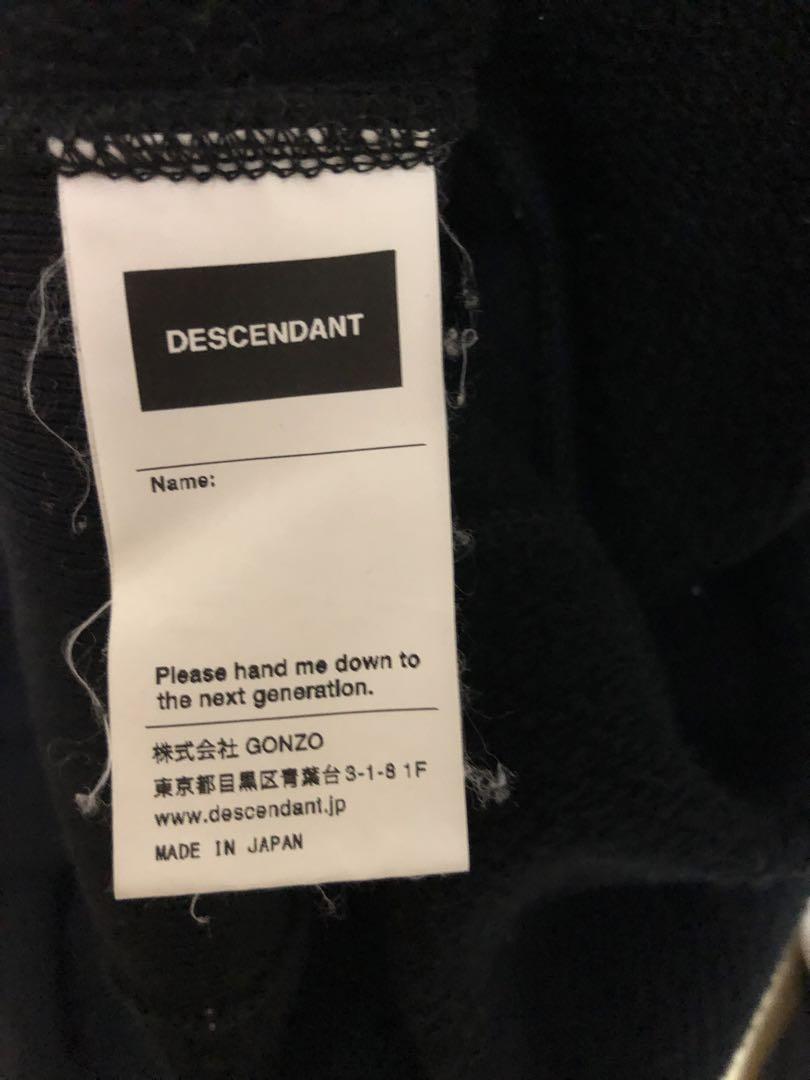 DESCENDANT
Name:
Please hand me down to
the next generation.
株式会社 GONZO
東京都目黒区青葉台 3-1-8 1F
www.descendant.jp
MADE IN JAPAN